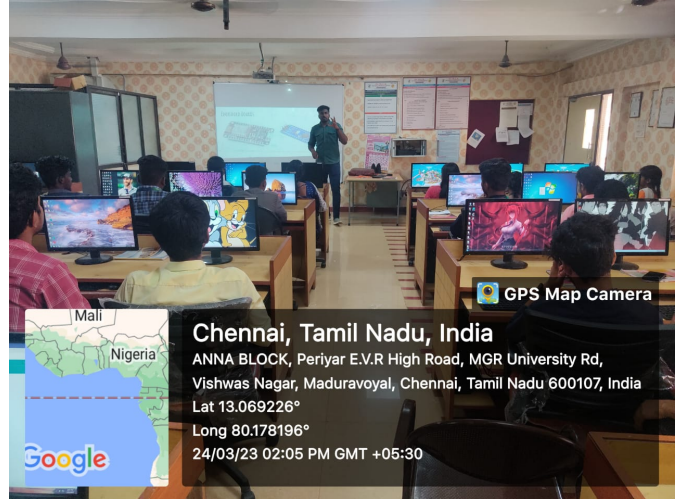 GPS Map Camera
Mali
Nigeria
Google
Chennai, Tamil Nadu, India
ANNA BLOCK, Periyar E.V.R High Road, MGR University Rd,
Vishwas Nagar, Maduravoyal, Chennai, Tamil Nadu 600107, India
Lat 13.069226°
Long 80.178196°
24/03/23 02:05 PM GMT +05:30